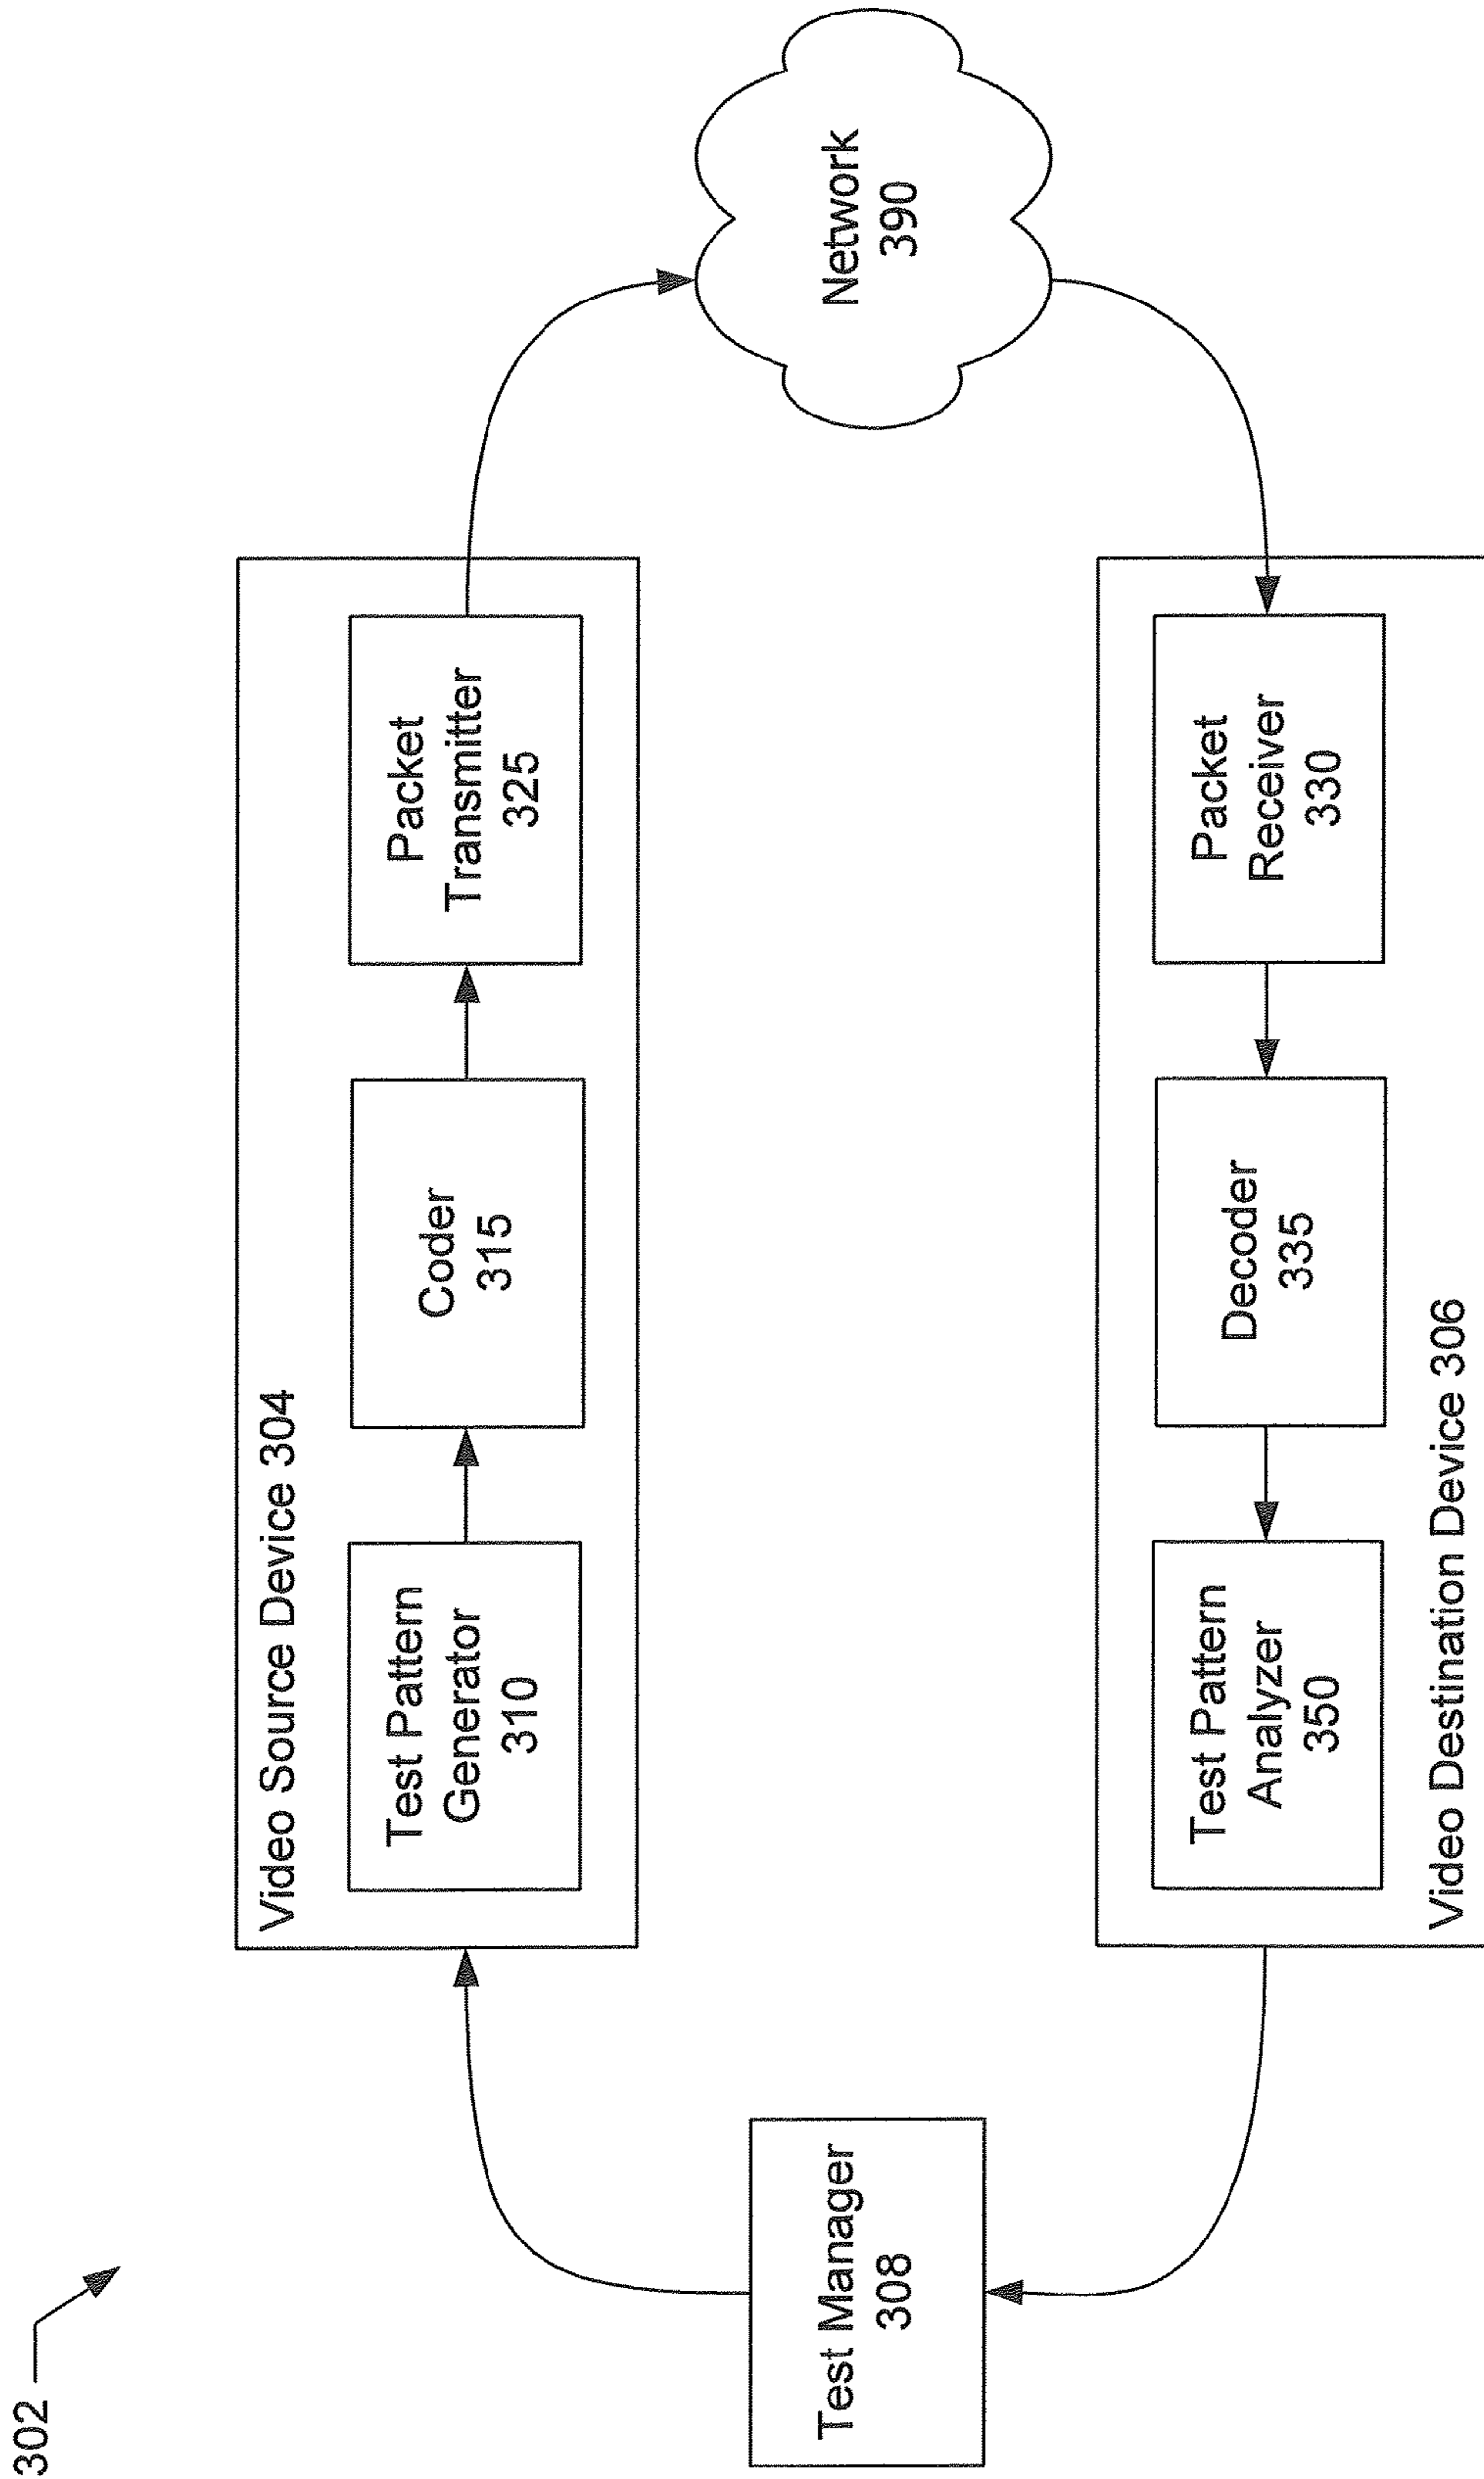 302
Video Source Device 304
Test Pattern
Generator
310
Coder
315
Packet
Transmitter
325
Test Manager
308
Network
390
Test Pattern
Analyzer
350
Decoder
335
Packet
Receiver
330
Video Destination Device 306